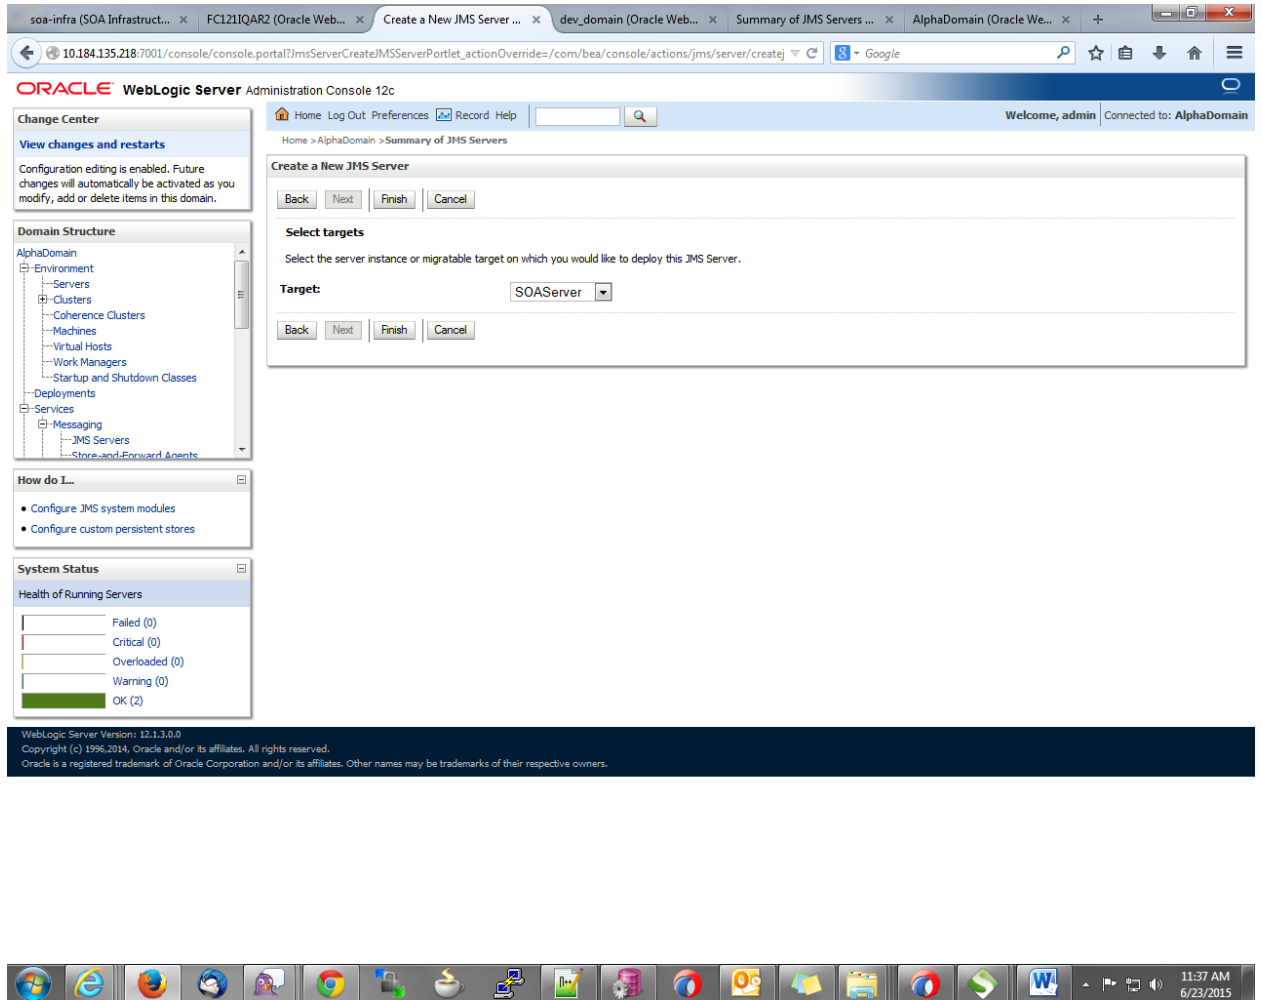 soa-infra (SOA Infrastruct... × FC121IQAR2 (Oracle Web... × Create a New JMS Server ... × dev_domain (Oracle Web... × Summary of JMS Servers ... × AlphaDomain (Oracle We... × +
10.184.135.218:7001/console/console.portal?JmsServerCreateJMSServerPortlet_actionOverride=/com/bea/console/actions/jms/server/createj
Google
ORACLE WebLogic Server Administration Console 12c
Change Center
View changes and restarts
Configuration editing is enabled. Future
changes will automatically be activated as you
modify, add or delete items in this domain.
Domain Structure
AlphaDomain
Environment
Servers
Clusters
Coherence Clusters
Machines
Virtual Hosts
Work Managers
Startup and Shutdown Classes
Deployments
Services
Messaging
JMS Servers
Store-and-Forward Agents
How do I...
Configure JMS system modules
Configure custom persistent stores
System Status
Health of Running Servers
Failed (0)
Critical (0)
Overloaded (0)
Warning (0)
OK (2)
Home Log Out Preferences Record Help
Welcome, admin Connected to: AlphaDomain
Home >AlphaDomain >Summary of JMS Servers
Create a New JMS Server
Back Next Finish Cancel
Select targets
Select the server instance or migratable target on which you would like to deploy this JMS Server.
Target: SOAServer
Back Next Finish Cancel
WebLogic Server Version: 12.1.3.0.0
Copyright (c) 1996,2014, Oracle and/or its affiliates. All rights reserved.
Oracle is a registered trademark of Oracle Corporation and/or its affiliates. Other names may be trademarks of their respective owners.
11:37 AM
6/23/2015